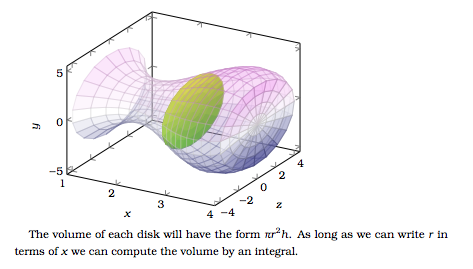 5
0
−5
y
1
2
3
4
x
−4
−2
0
2
4
z
The volume of each disk will have the form πr²h. As long as we can write r in
terms of x we can compute the volume by an integral.